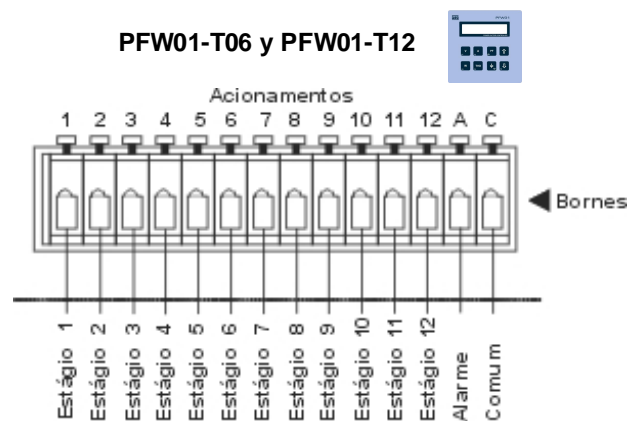 PFW01-T06 y PFW01-T12
Acionamentos
1 2 3 4 5 6 7 8 9 10 11 12 A C
Bornes
Estágio 1
Estágio 2
Estágio 3
Estágio 4
Estágio 5
Estágio 6
Estágio 7
Estágio 8
Estágio 9
Estágio 10
Estágio 11
Estágio 12
Alarme
Comum